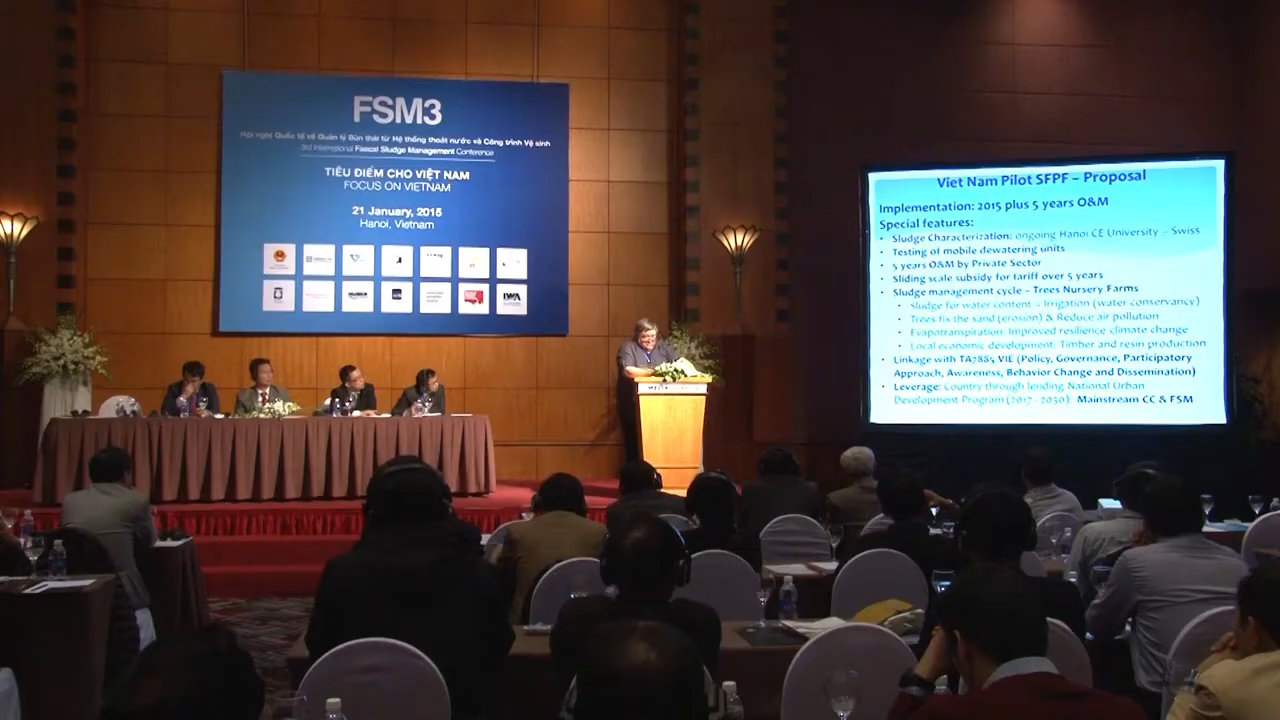 FSM3
Hội nghị Quốc tế về Quản lý Bùn thải từ Hệ thống thoát nước và Công trình Vệ sinh
3rd International Faecal Sludge Management Conference
TIÊU ĐIỂM CHO VIỆT NAM
FOCUS ON VIETNAM
21 January, 2015
Hanoi, Vietnam
IWA
Viet Nam Pilot SFPF – Proposal
Implementation: 2015 plus 5 years O&M
Special features:
• Sludge Characterization: ongoing Hanoi CE University – Swiss
• Testing of mobile dewatering units
• 5 years O&M by Private Sector
• Sliding scale subsidy for tariff over 5 years
• Sludge management cycle – Trees Nursery Farms
• Sludge for water content = Irrigation (water conservancy)
• Trees fix the sand (erosion) & Reduce air pollution
• Evapotranspiration: Improved resilience climate change
• Local economic development: Timber and resin production
• Linkage with TA7885 VIE (Policy, Governance, Participatory
Approach, Awareness, Behavior Change and Dissemination)
• Leverage: Country through lending National Urban
Development Program (2017 - 2030): Mainstream CC & FSM